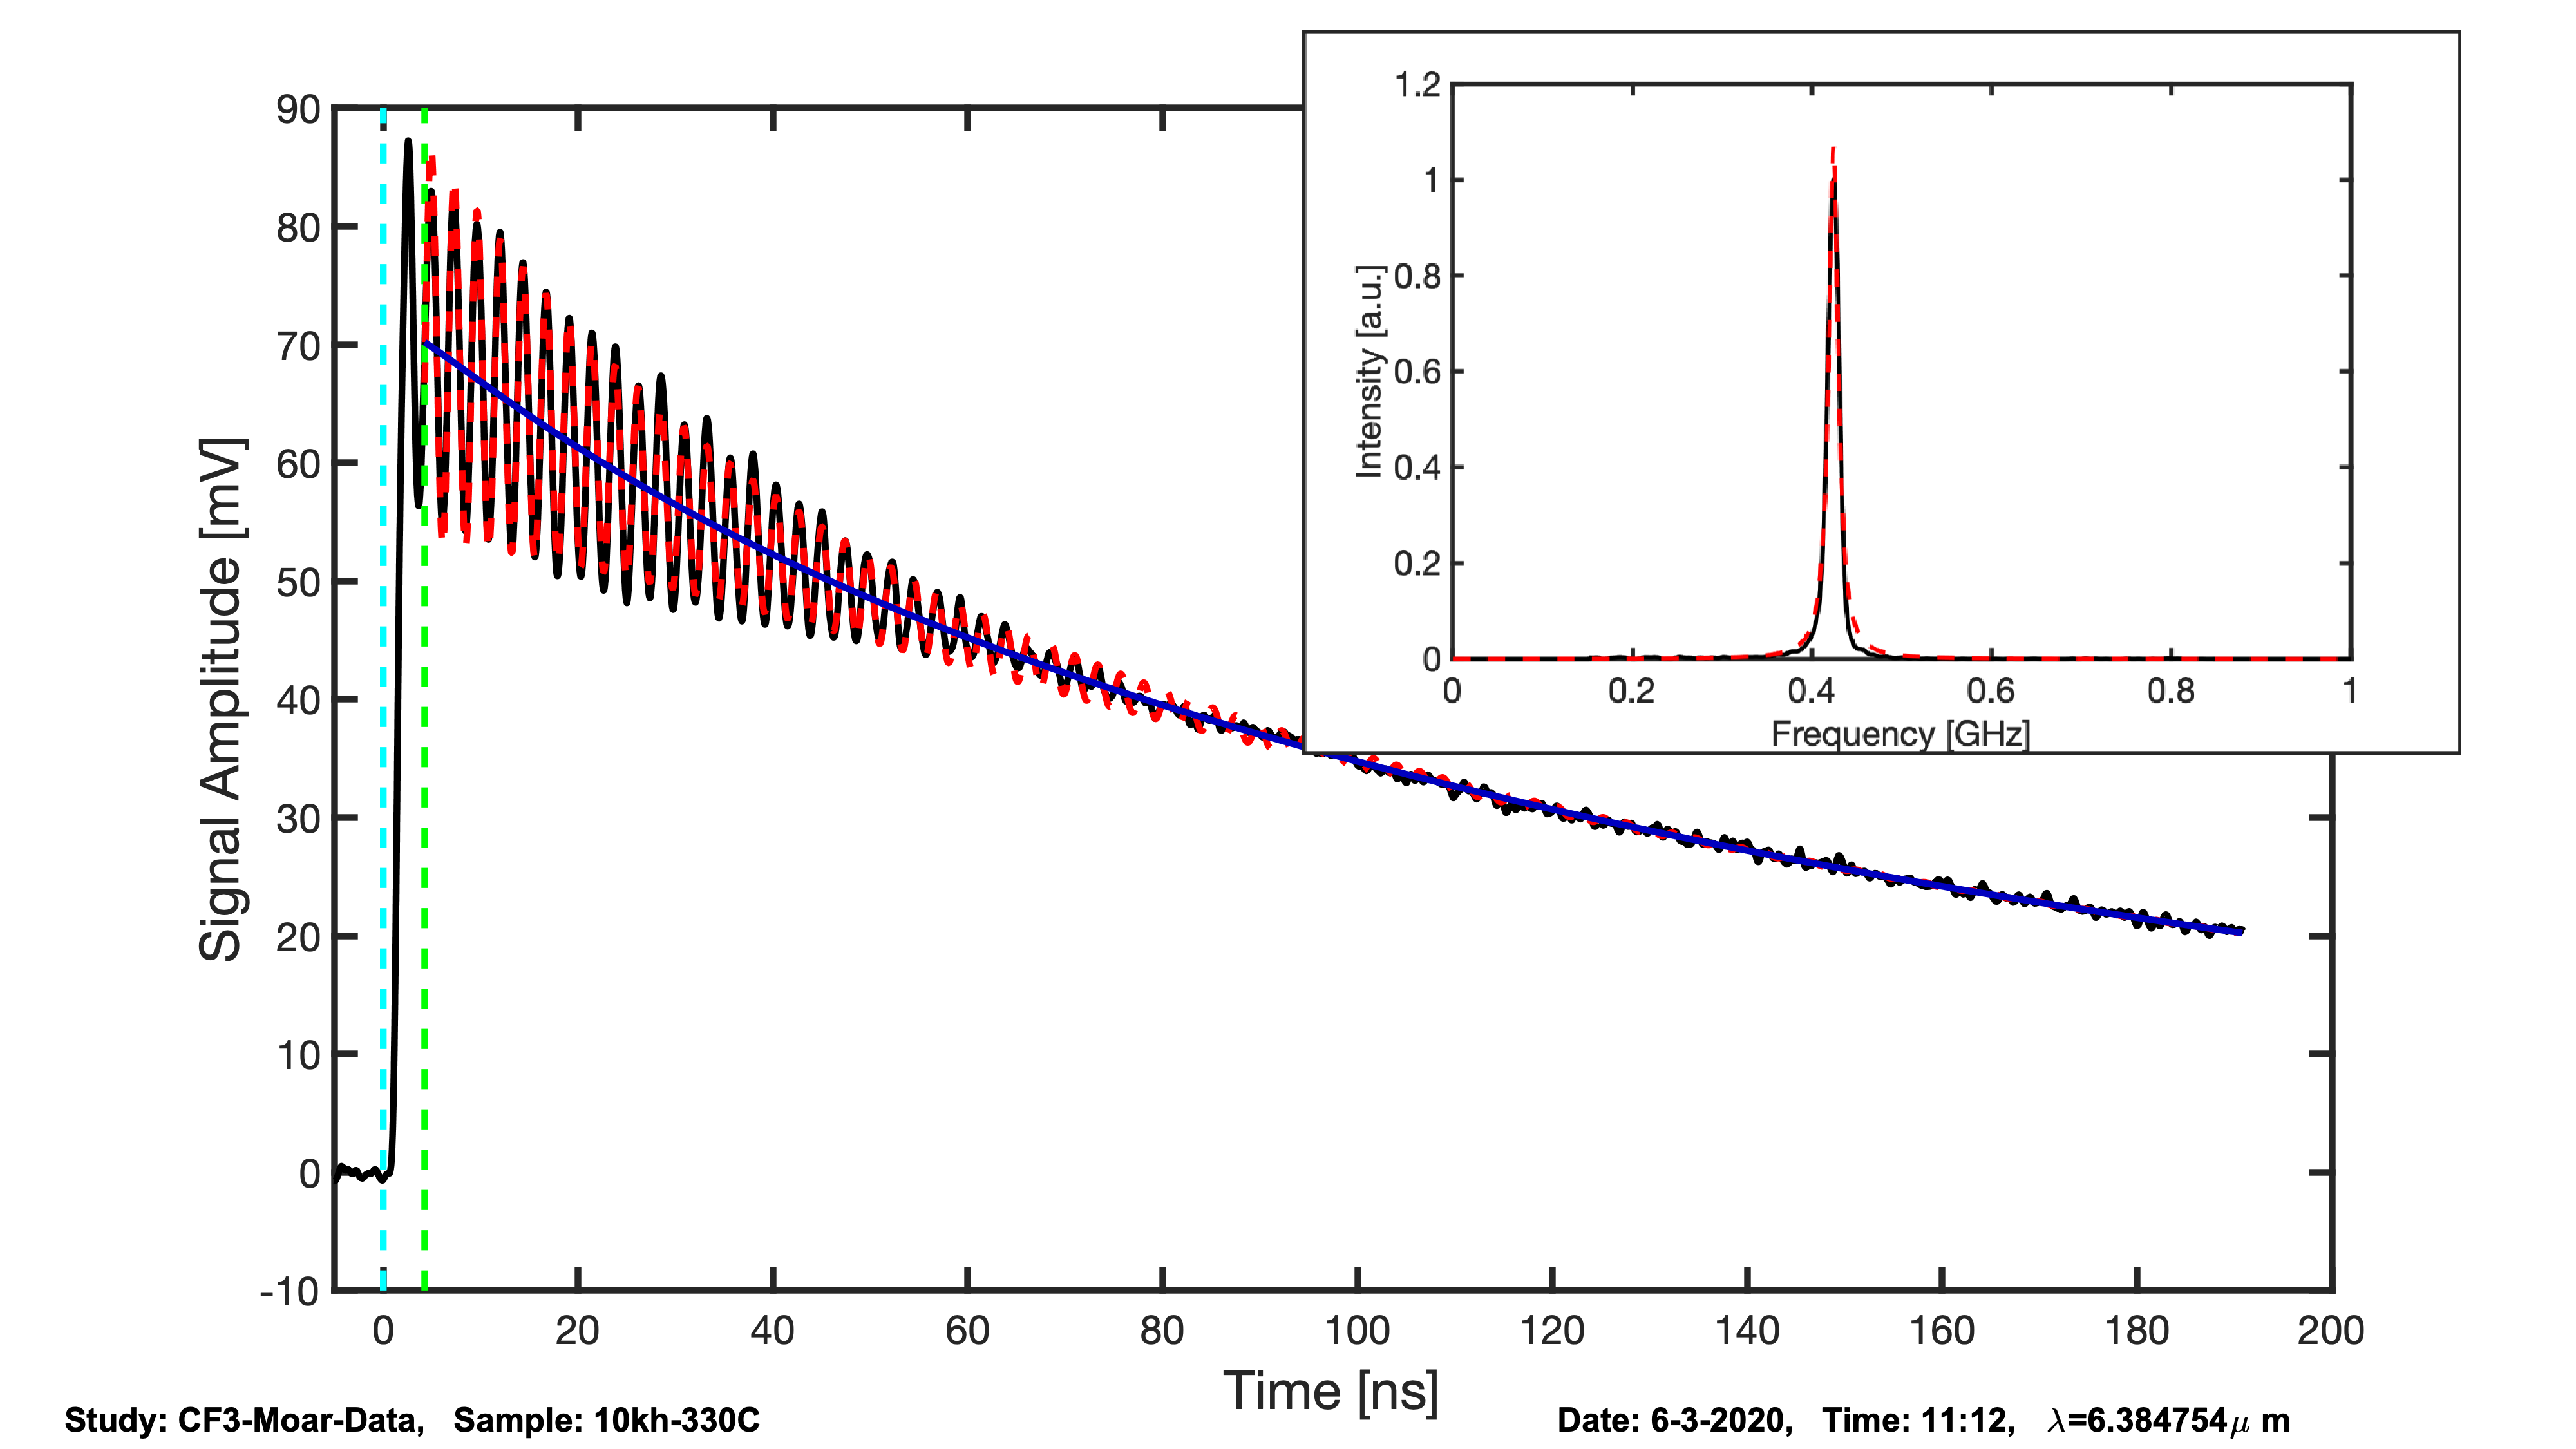 1.2
1
0.8
0.6
0.4
0.2
0
0 0.2 0.4 0.6 0.8 1
Intensity [a.u.]
Frequency [GHz]
90
80
70
60
50
40
30
20
10
0
-10
Signal Amplitude [mV]
0 20 40 60 80 100 120 140 160 180 200
Time [ns]
Study: CF3-Moar-Data, Sample: 10kh-330C
Date: 6-3-2020, Time: 11:12, λ=6.384754μ m